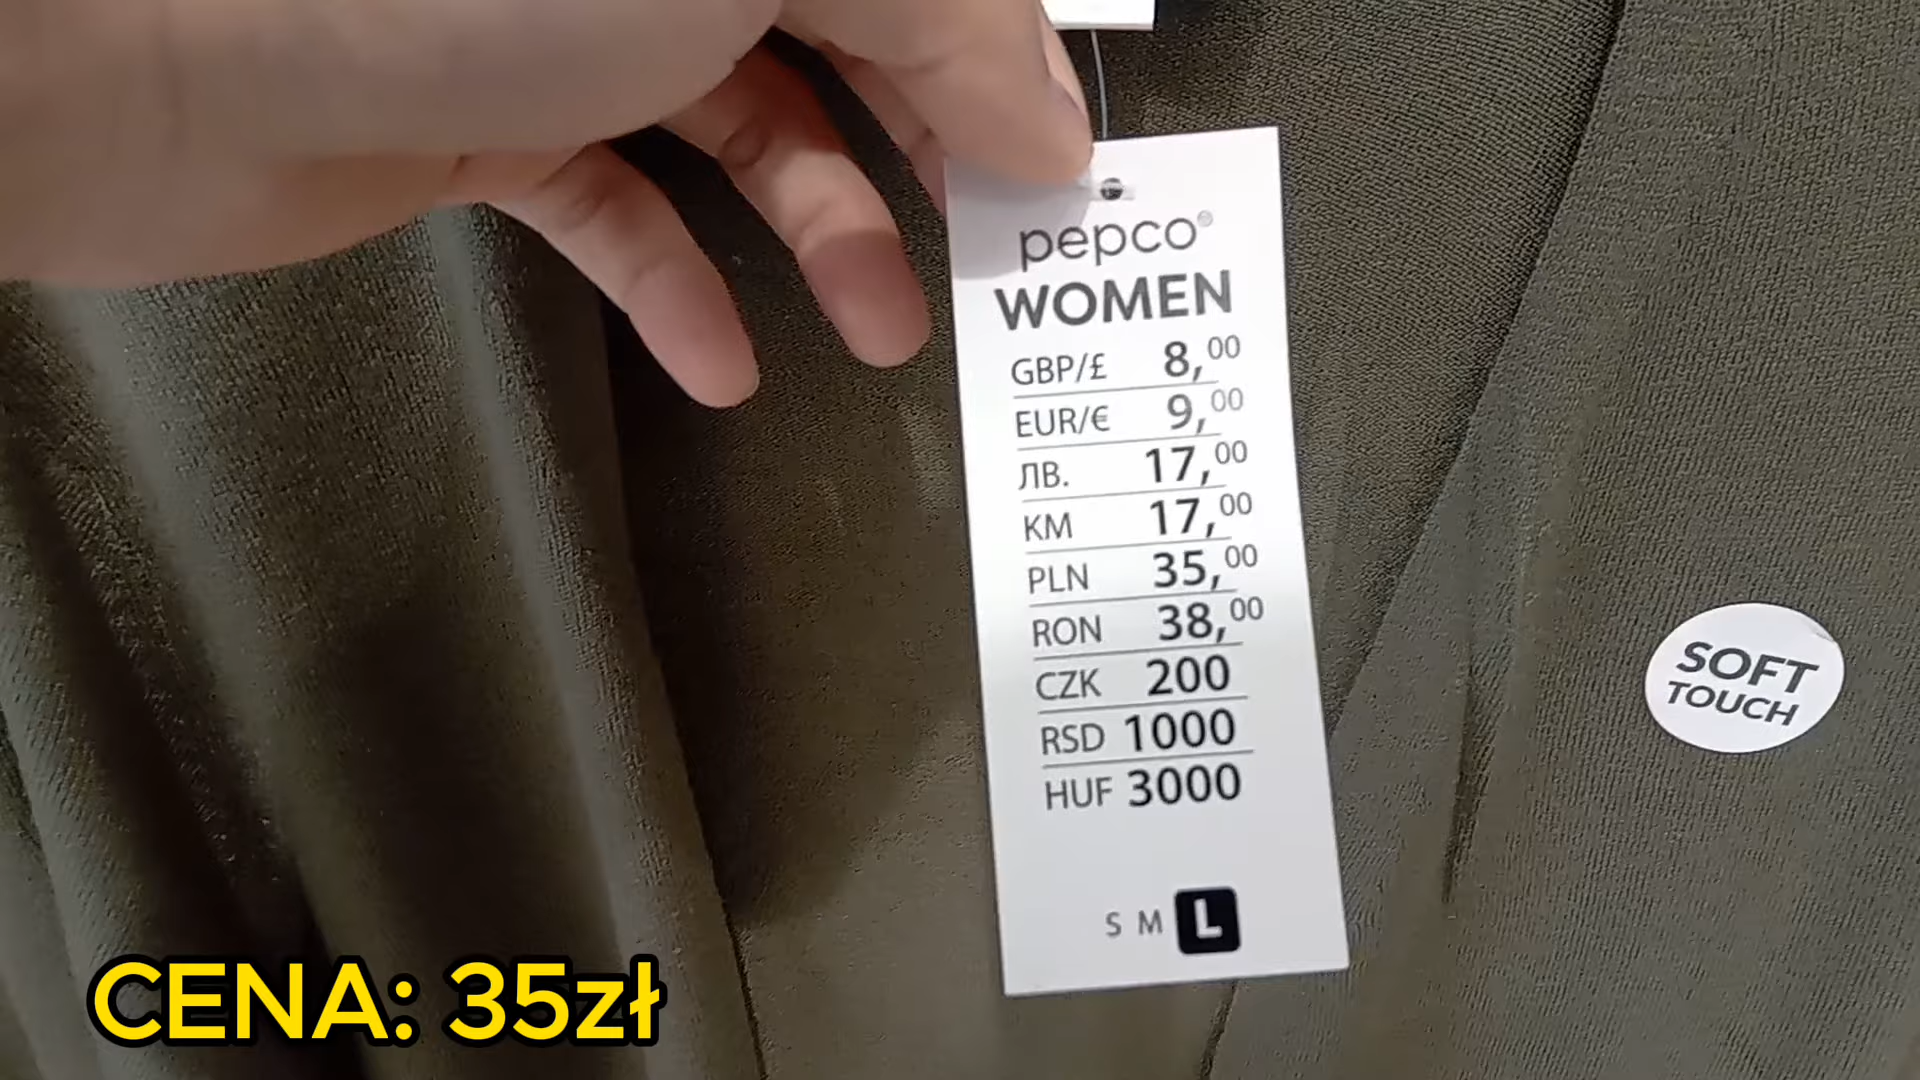 pepco®
WOMEN
GBP/£ 8,00
EUR/€ 9,00
ЛВ. 17,00
KM 17,00
PLN 35,00
RON 38,00
CZK 200
RSD 1000
HUF 3000
S M L
SOFT
TOUCH
CENA: 35zł